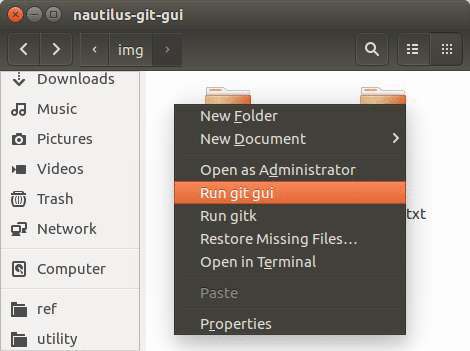 nautilus-git-gui
img
Downloads
Music
Pictures
Videos
Trash
Network
Computer
ref
utility
New Folder
New Document
Open as Administrator
Run git gui
Run gitk
Restore Missing Files...
Open in Terminal
Paste
Properties
txt